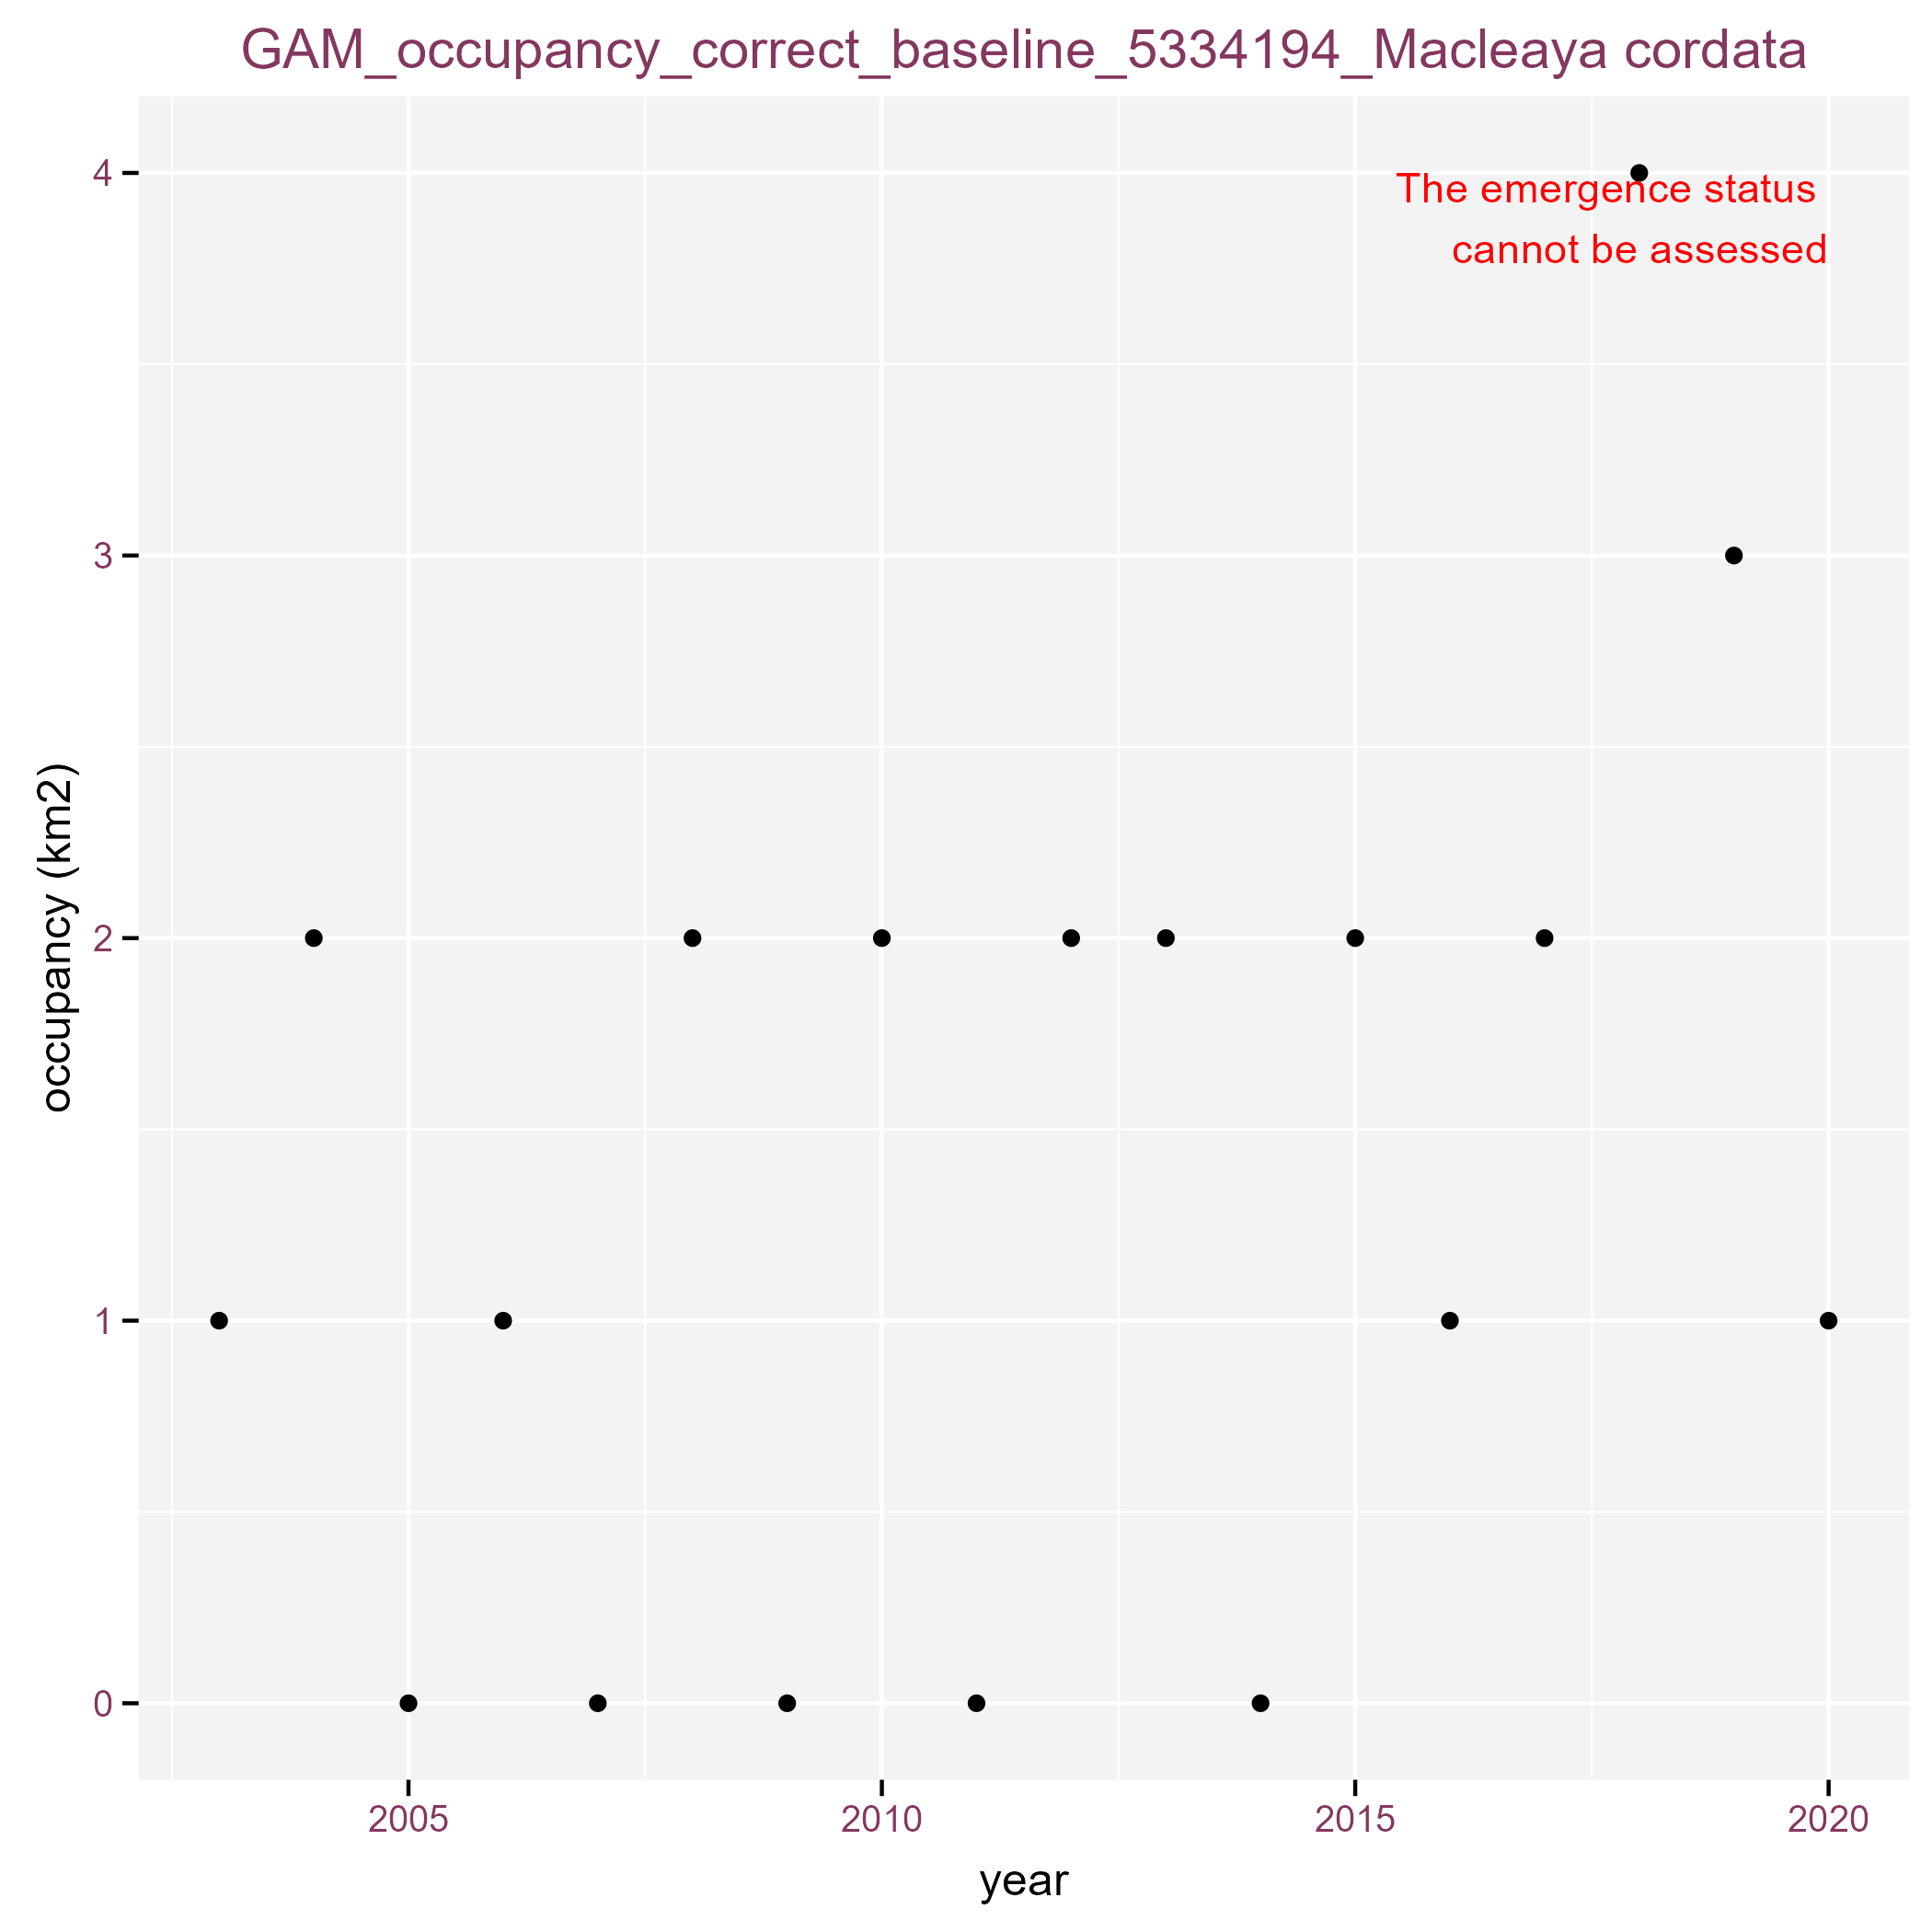 GAM_occupancy_correct_baseline_5334194_Macleaya cordata
4
The emergence status
cannot be assessed
3
occupancy (km2)
2
1
0
2005 2010 2015 2020
year